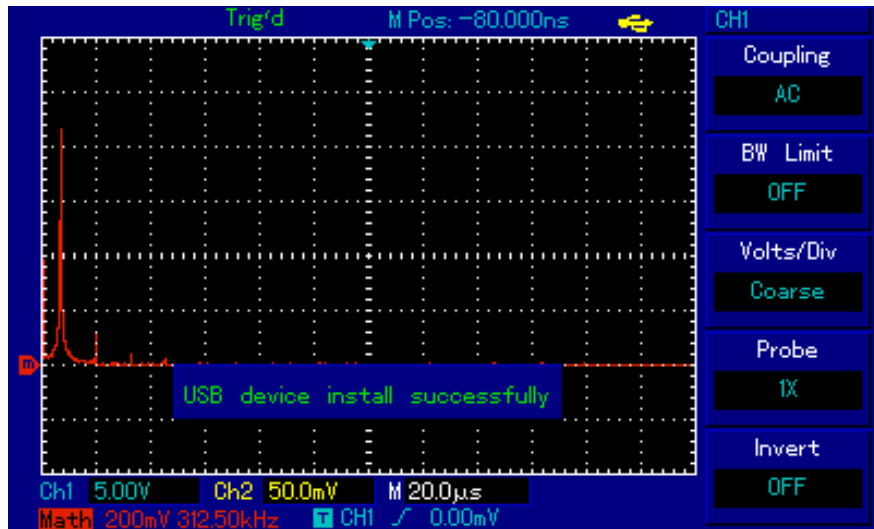 Trig'd M Pos: -80.000ns CH1
Coupling
AC
BW Limit
OFF
Volts/Div
Coarse
Probe
1X
Invert
OFF
m
USB device install successfully
Ch1 5.00V Ch2 50.0mV M 20.0μs
Math 200mV 312.50kHz T CH1 0.00mV